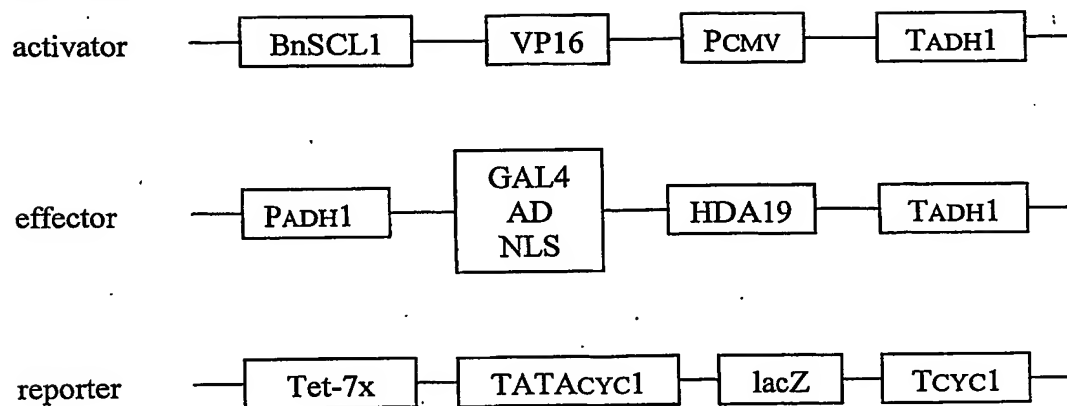 activator BnSCL1 VP16 PCMV TADH1
effector PADH1 GAL4 AD NLS HDA19 TADH1
reporter Tet-7x TATACYC1 lacZ TCYC1